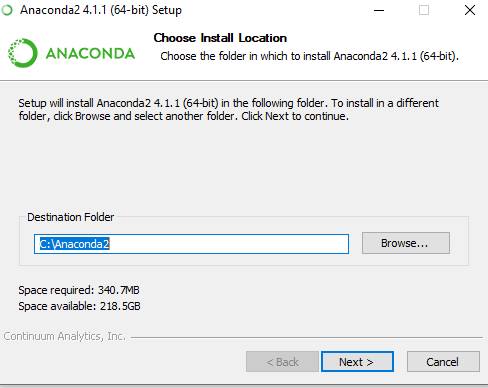 Anaconda2 4.1.1 (64-bit) Setup
ANACONDA
Choose Install Location
Choose the folder in which to install Anaconda2 4.1.1 (64-bit).
Setup will install Anaconda2 4.1.1 (64-bit) in the following folder. To install in a different
folder, click Browse and select another folder. Click Next to continue.
Destination Folder
C:\Anaconda2
Browse...
Space required: 340.7MB
Space available: 218.5GB
Continuum Analytics, Inc.
< Back
Next >
Cancel